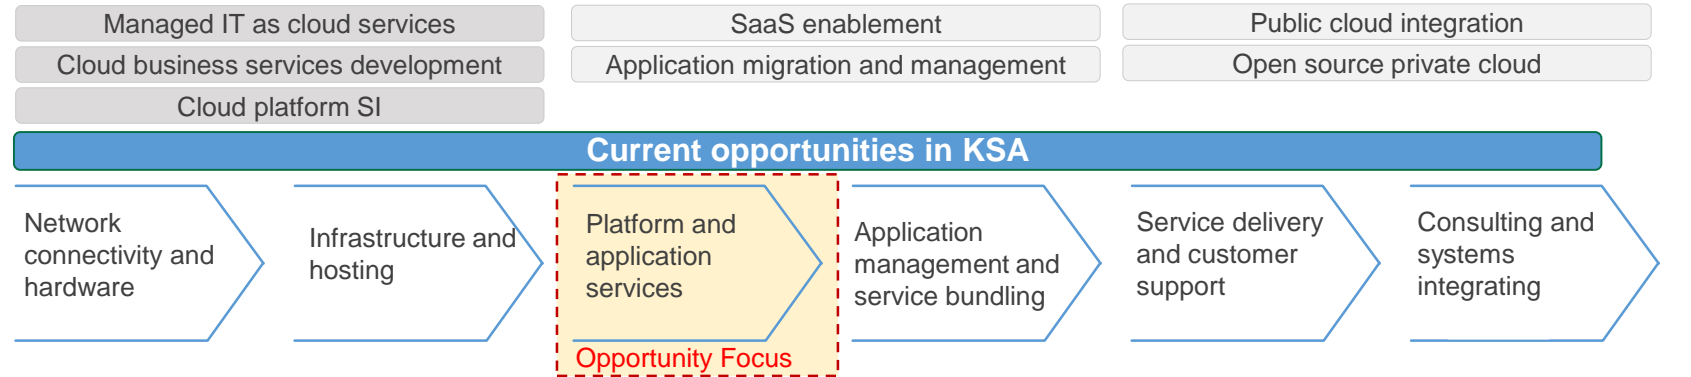 Managed IT as cloud services
SaaS enablement
Public cloud integration
Cloud business services development
Application migration and management
Open source private cloud
Cloud platform SI
Current opportunities in KSA
Network
connectivity and
hardware
Infrastructure and
hosting
Platform and
application
services
Opportunity Focus
Application
management and
service bundling
Service delivery
and customer
support
Consulting and
systems
integrating